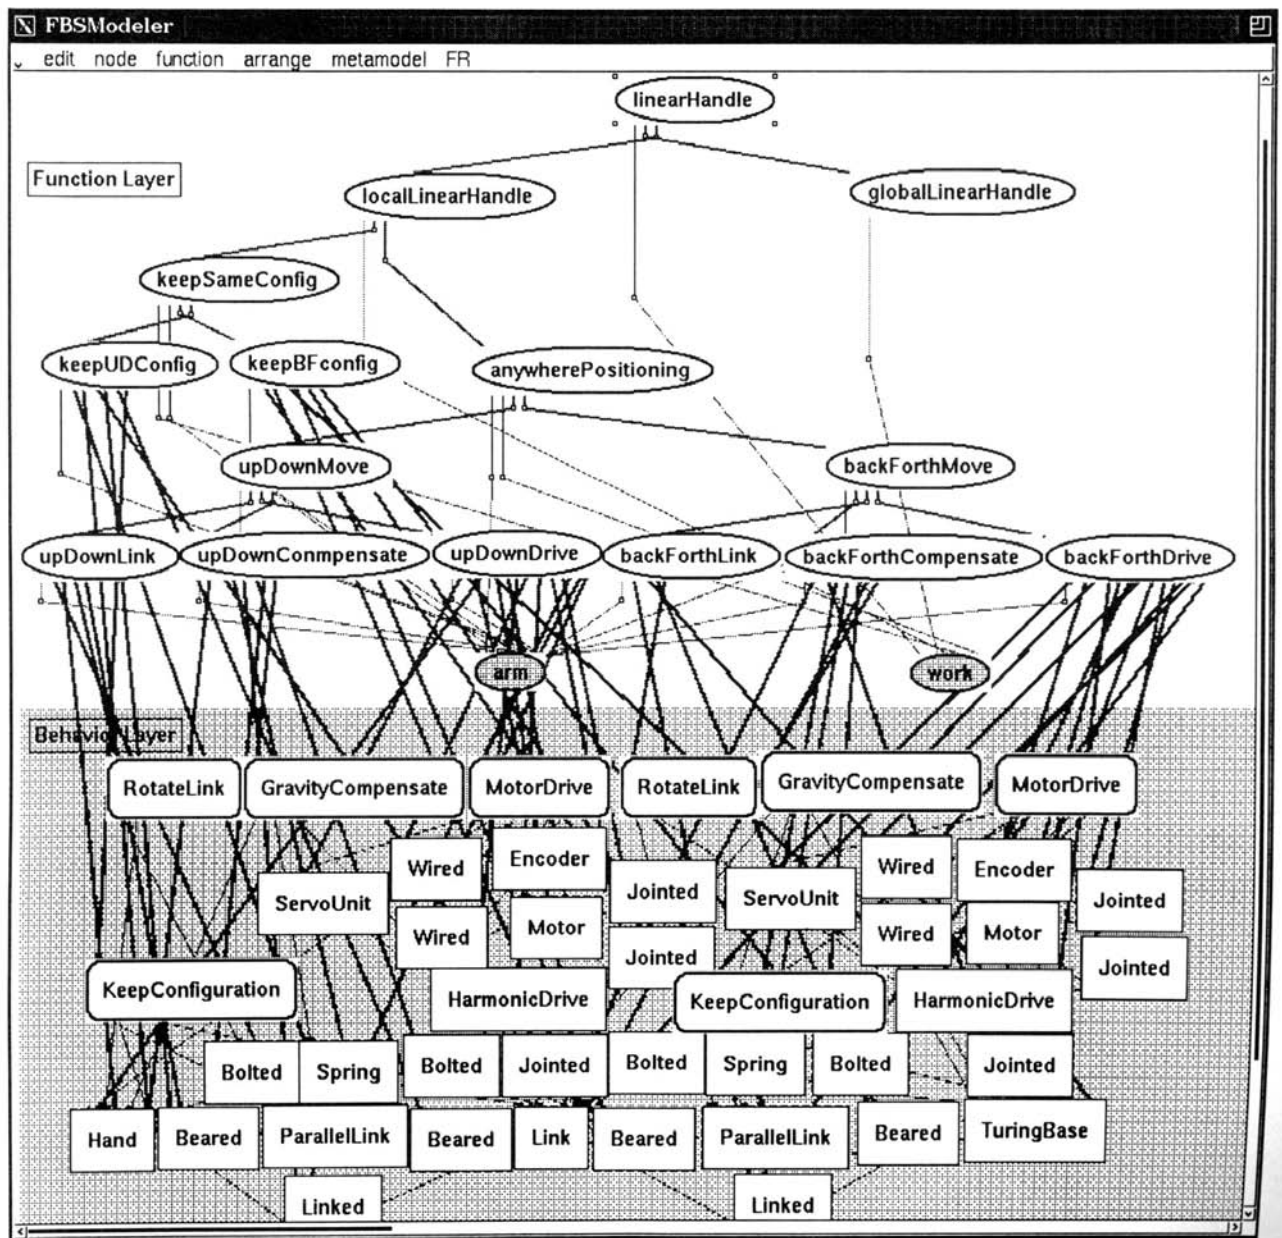 FBSModeler
edit node function arrange metamodel FR
linearHandle
Function Layer
localLinearHandle
globalLinearHandle
keepSameConfig
keepUDConfig
keepBFconfig
anywherePositioning
upDownMove
backForthMove
upDownLink
upDownConmpensate
upDownDrive
backForthLink
backForthCompensate
backForthDrive
arm
work
Behavior Layer
RotateLink
GravityCompensate
MotorDrive
RotateLink
GravityCompensate
MotorDrive
Wired
Encoder
Jointed
ServoUnit
Wired
Motor
Jointed
ServoUnit
Wired
Encoder
Jointed
Wired
Motor
Jointed
KeepConfiguration
HarmonicDrive
KeepConfiguration
HarmonicDrive
Bolted
Spring
Bolted
Jointed
Bolted
Spring
Bolted
Jointed
Hand
Beared
ParallelLink
Beared
Link
Beared
ParallelLink
Beared
TuringBase
Linked
Linked